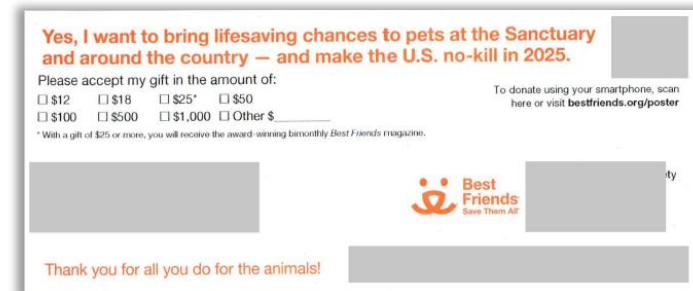 Yes, I want to bring lifesaving chances to pets at the Sanctuary
and around the country — and make the U.S. no-kill in 2025.
Please accept my gift in the amount of:
☐ $12 ☐ $18 ☐ $25* ☐ $50
☐ $100 ☐ $500 ☐ $1,000 ☐ Other $________
* With a gift of $25 or more, you will receive the award-winning bimonthly Best Friends magazine.
To donate using your smartphone, scan
here or visit bestfriends.org/poster
Best
Friends
Save Them All
Thank you for all you do for the animals!